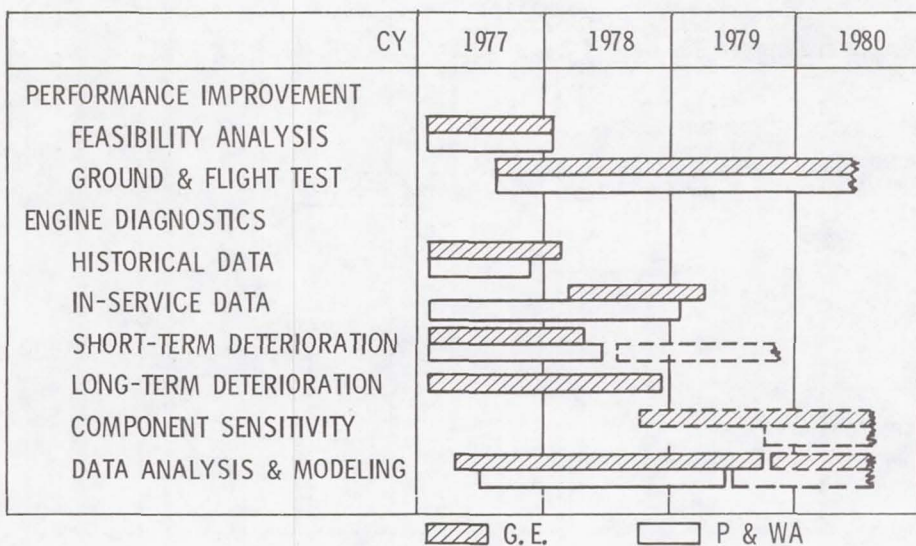 CY 1977 1978 1979 1980
PERFORMANCE IMPROVEMENT
FEASIBILITY ANALYSIS
GROUND & FLIGHT TEST
ENGINE DIAGNOSTICS
HISTORICAL DATA
IN-SERVICE DATA
SHORT-TERM DETERIORATION
LONG-TERM DETERIORATION
COMPONENT SENSITIVITY
DATA ANALYSIS & MODELING
G.E. P & WA